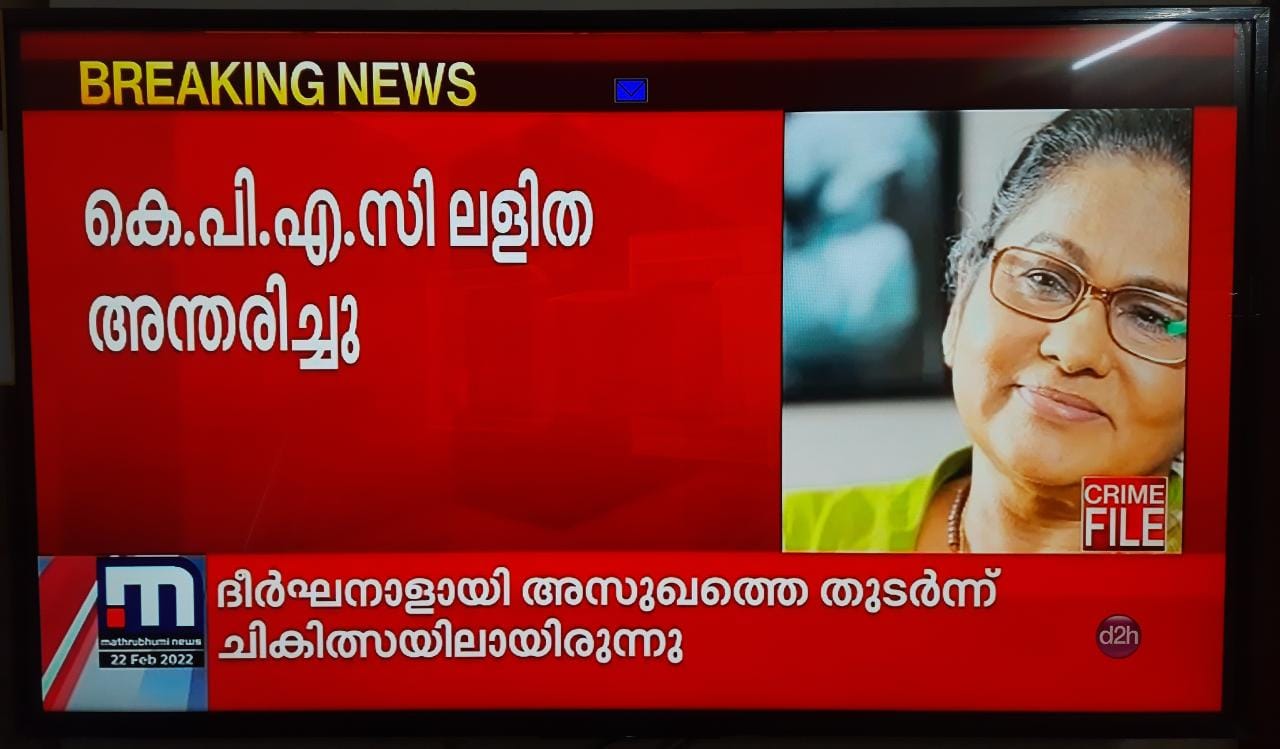 BREAKING NEWS
കെ.പി.എ.സി ലളിത
അന്തരിച്ചു
CRIME
FILE
ദീർഘനാളായി അസുഖത്തെ തുടർന്ന്
ചികിത്സയിലായിരുന്നു
mathrubhumi news
22 Feb 2022
d2h